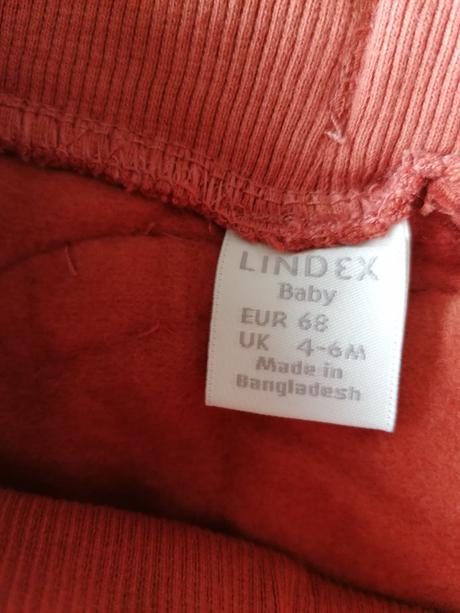 LINDEX
Baby
EUR 68
UK 4-6M
Made in
Bangladesh